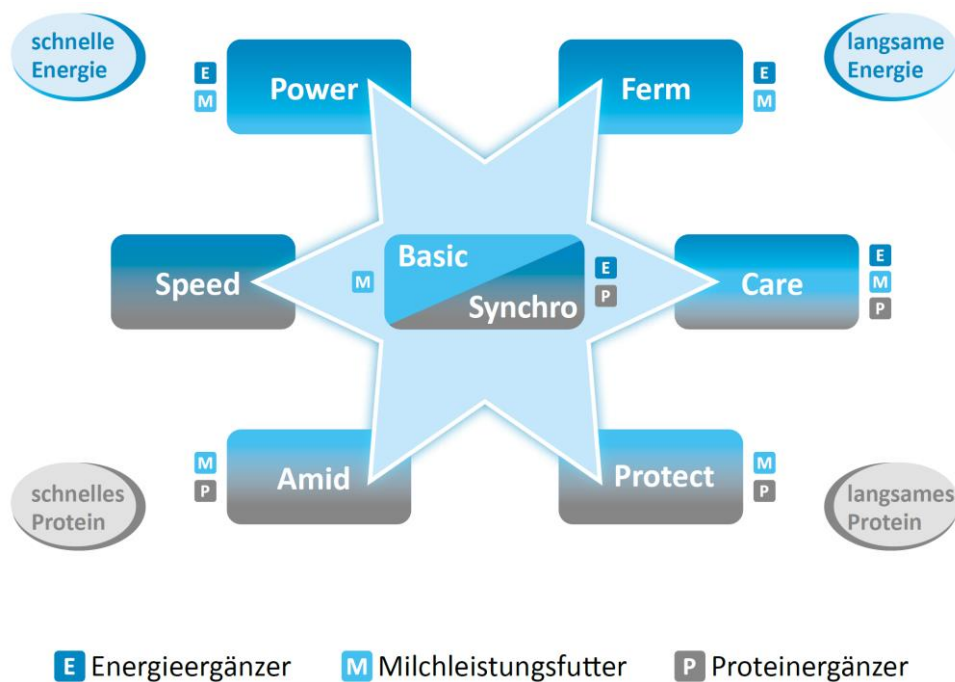 schnelle
Energie
E
M
Power
Ferm
E
M
langsame
Energie
Speed
M
Basic
Synchro
E
P
Care
E
M
P
schnelles
Protein
M
P
Amid
Protect
M
P
langsames
Protein
E Energieergänzer
M Milchleistungsfutter
P Proteinergänzer